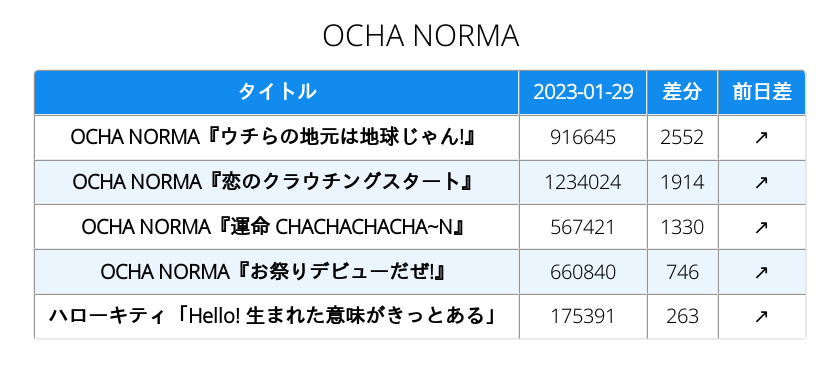 OCHA NORMA
タイトル 2023-01-29 差分 前日差
OCHA NORMA『ウチらの地元は地球じゃん!』 916645 2552 ↗
OCHA NORMA『恋のクラウチングスタート』 1234024 1914 ↗
OCHA NORMA『運命 CHACHACHACHA~N』 567421 1330 ↗
OCHA NORMA『お祭りデビューだぜ!』 660840 746 ↗
ハローキティ「Hello! 生まれた意味がきっとある」 175391 263 ↗